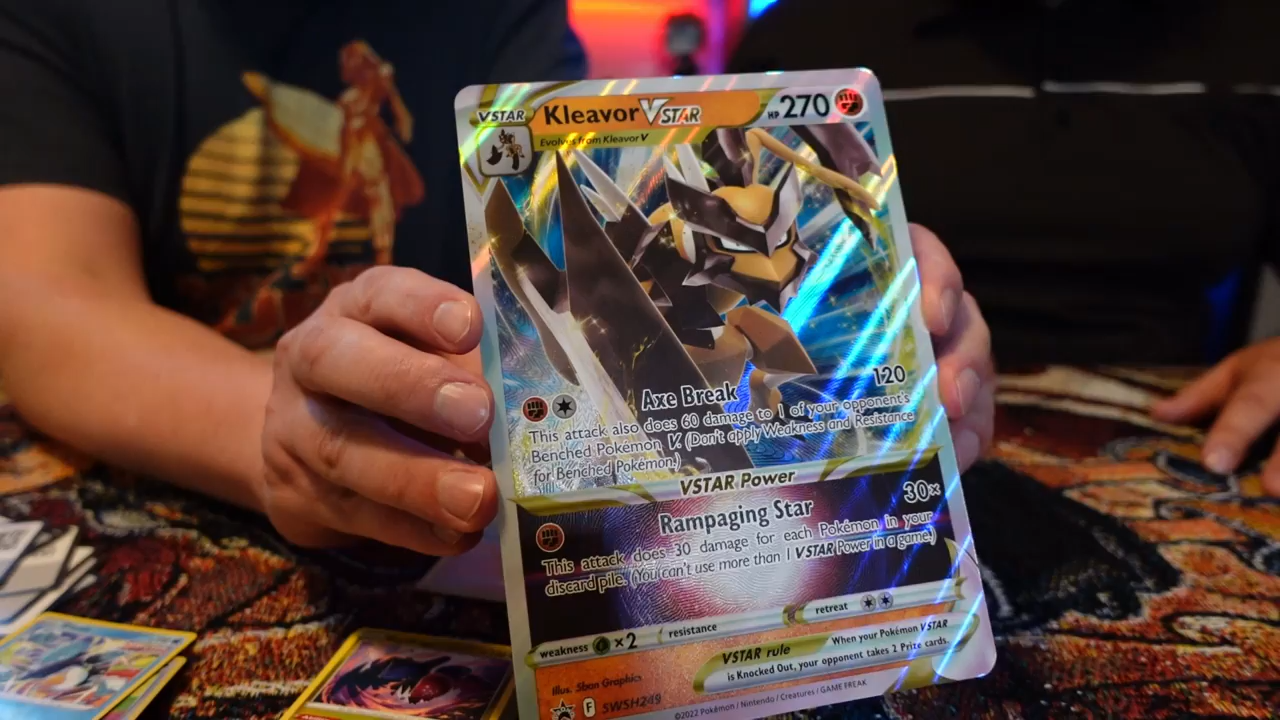 VSTAR Kleavor VSTAR HP 270
Evolves from Kleavor V
Axe Break 120
This attack also does 60 damage to 1 of your opponent's
Benched Pokémon V. (Don't apply Weakness and Resistance
for Benched Pokémon.)
VSTAR Power
Rampaging Star 30×
This attack does 30 damage for each Pokémon in your
discard pile. (You can't use more than 1 VSTAR Power in a game.)
weakness ×2 resistance retreat
VSTAR rule When your Pokémon VSTAR
is Knocked Out, your opponent takes 2 Prize cards.
Illus. 5ban Graphics
F SWSH249
©2022 Pokémon / Nintendo / Creatures / GAME FREAK